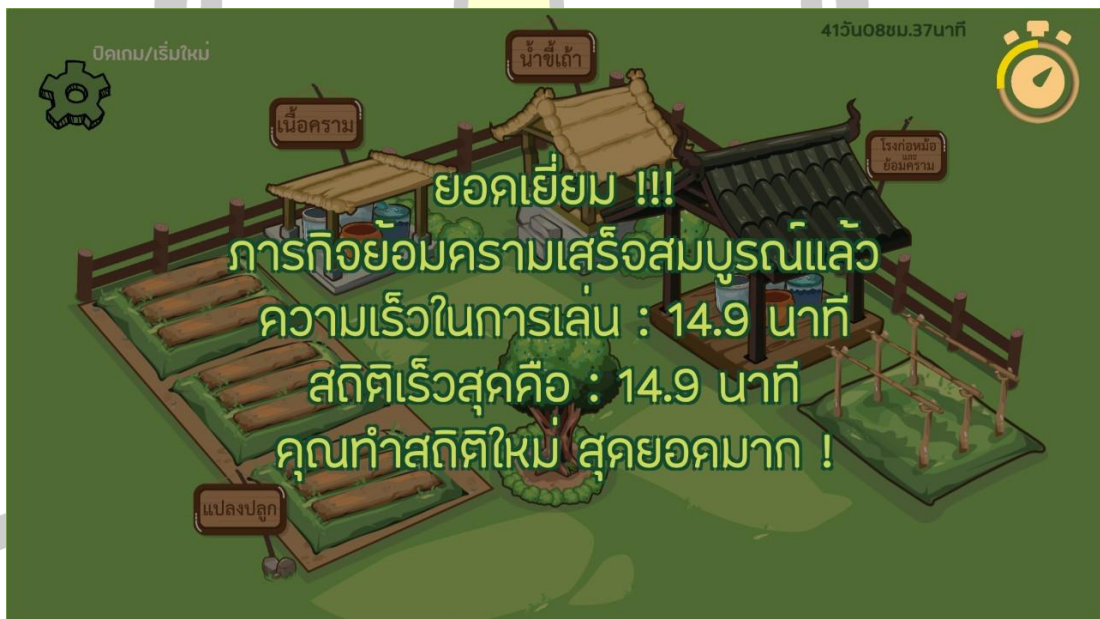 ปิดเกม/เริ่มใหม่
41วัน08ชม.37นาที
น้ำขี้เถ้า
เนื้อคราม
โรงก่อหม้อ
และ
ย้อมคราม
ยอดเยี่ยม !!!
ภารกิจย้อมครามเสร็จสมบูรณ์แล้ว
ความเร็วในการเล่น : 14.9 นาที
สถิติเร็วสุดคือ : 14.9 นาที
คุณทำสถิติใหม่ สุดยอดมาก !
แปลงปลูก